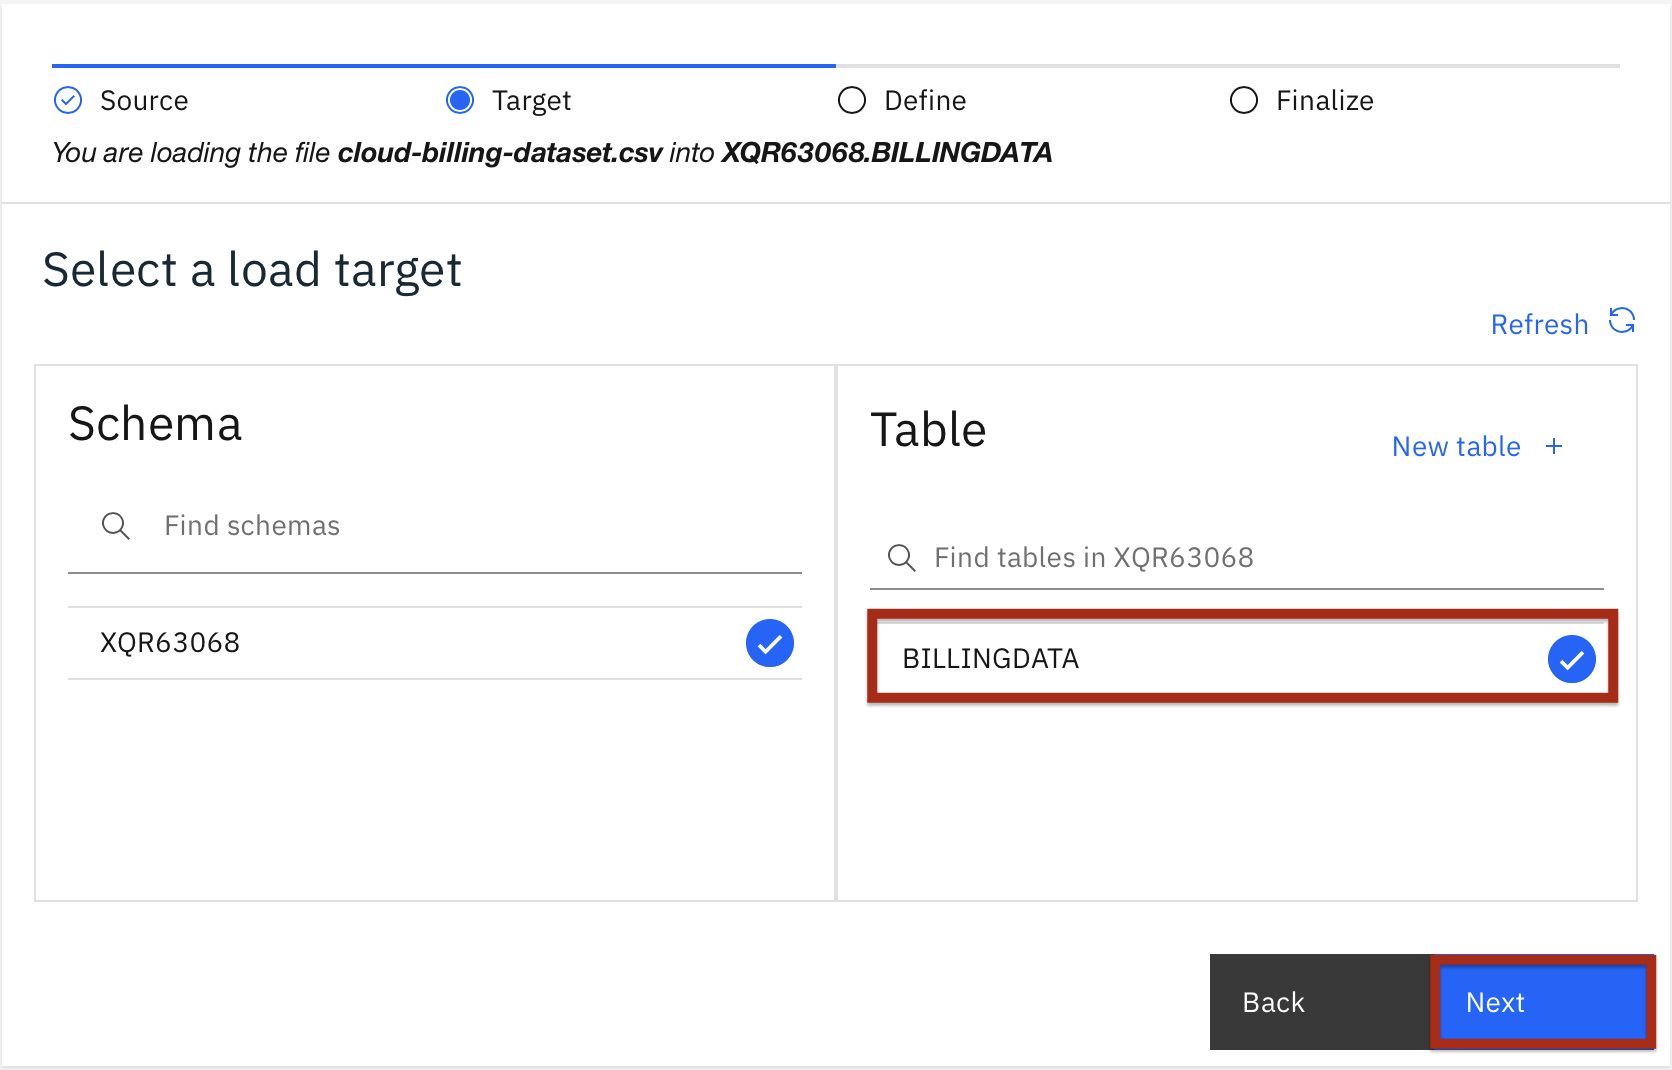 Source Target Define Finalize
You are loading the file cloud-billing-dataset.csv into XQR63068.BILLINGDATA
Select a load target
Refresh
Schema
Find schemas
XQR63068
Table
New table +
Find tables in XQR63068
BILLINGDATA
Back Next